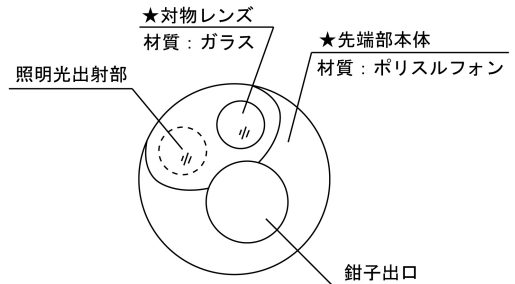 ★対物レンズ
材質：ガラス
★先端部本体
材質：ポリスルフォン
照明光出射部
鉗子出口